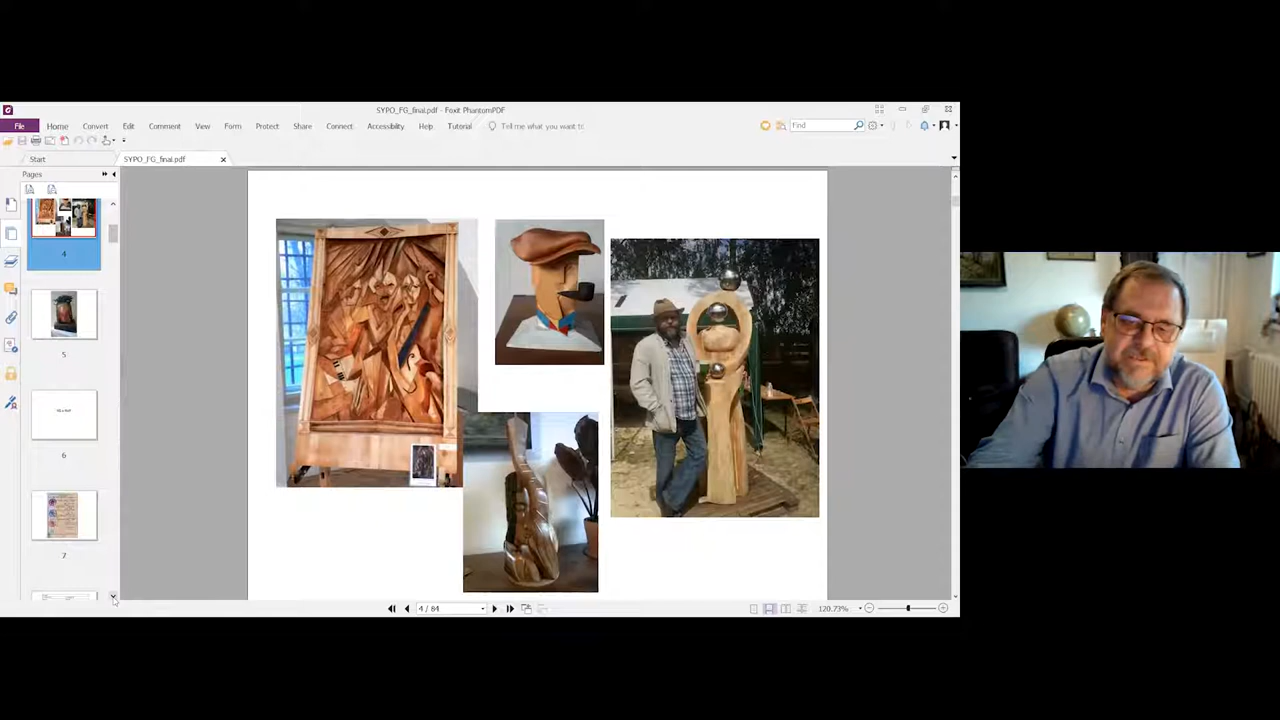 SYPO_FG_final.pdf - Foxit PhantomPDF
File Home Convert Edit Comment View Form Protect Share Connect Accessibility Help Tutorial Tell me what you want to Find
Start SYPO_FG_final.pdf
Pages
4
5
6
7
4 / 84 120.73%